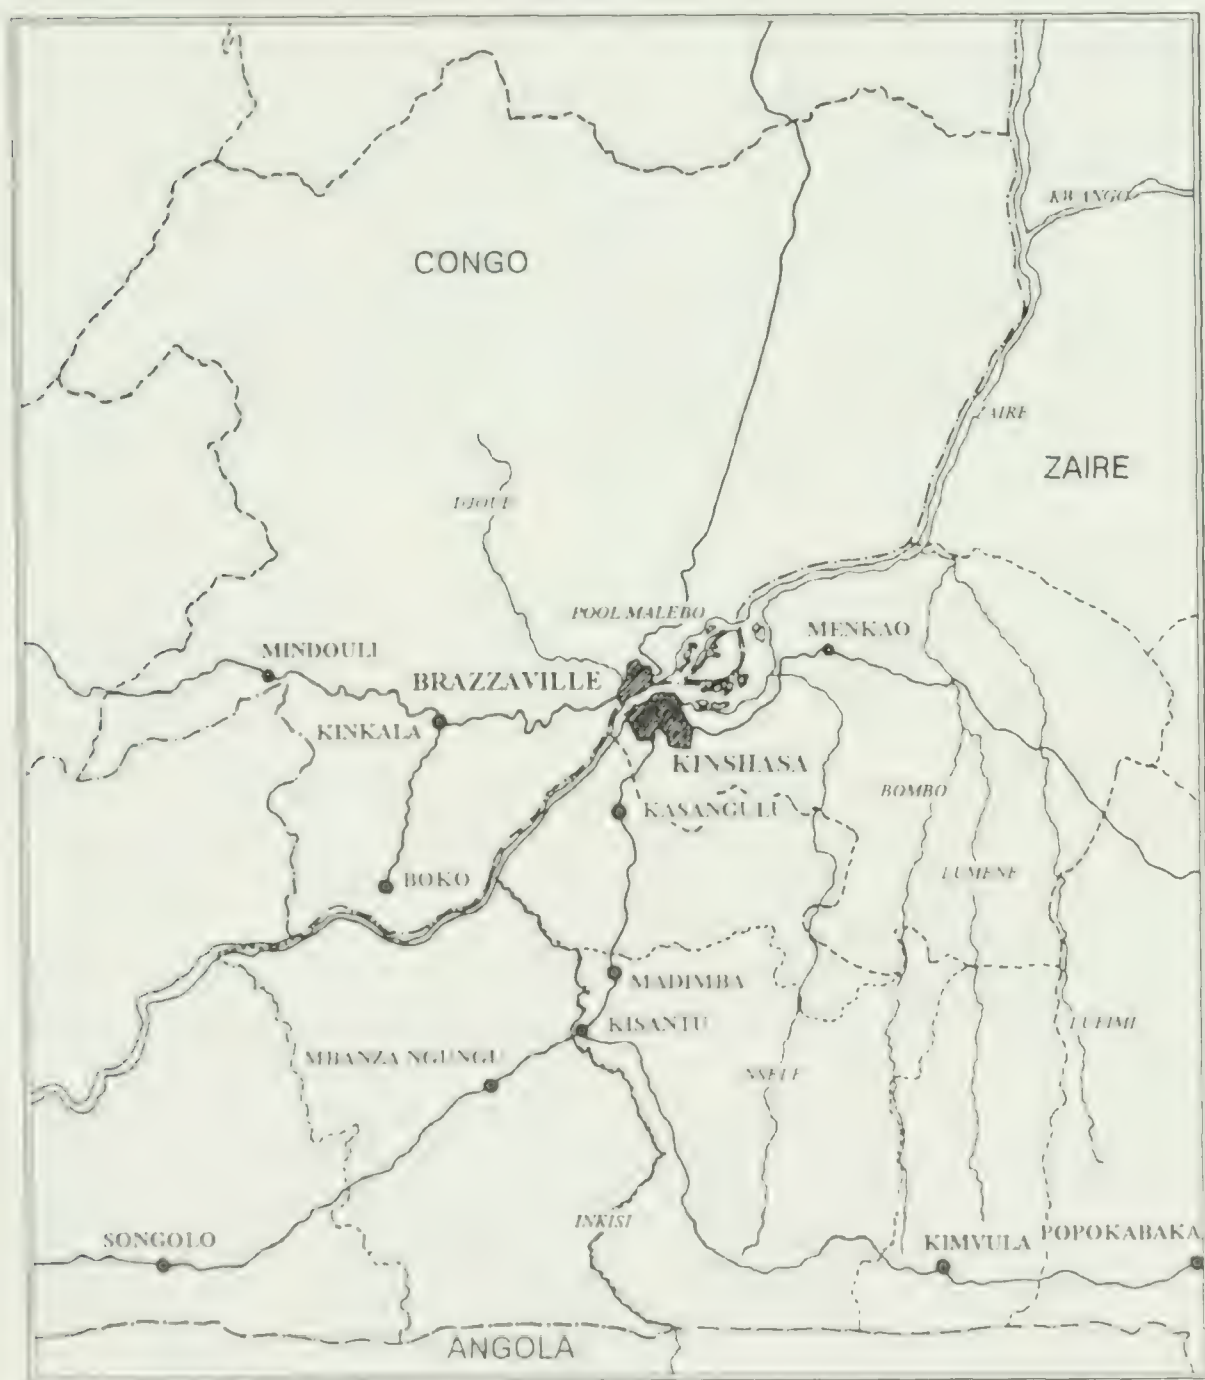 CONGO
ZAIRE
POOL MALEBO
MENKAO
MINDOULI
BRAZZAVILLE
KINKALA
KINSHASA
BOMBO
KASANGULU
LUMENE
BOKO
MADIMBA
KISANTU
LUFIMI
MBANZA NGUNGU
NSELE
INKISI
SONGOLO
KIMVULA
POPOKABAKA
ANGOLA